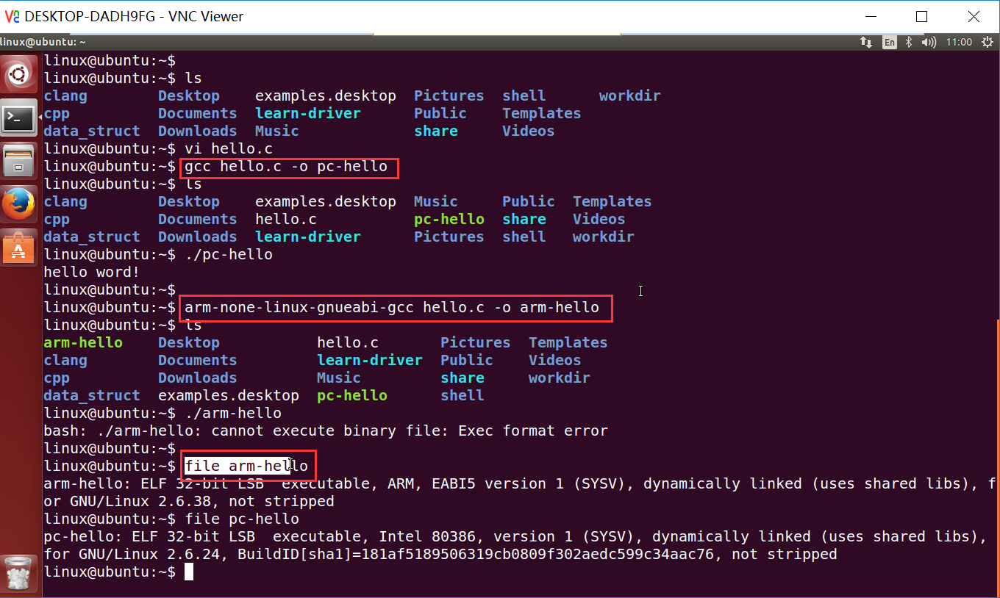 DESKTOP-DADH9FG - VNC Viewer
linux@ubuntu: ~ En 11:00
linux@ubuntu:~$
linux@ubuntu:~$ ls
clang Desktop examples.desktop Pictures shell workdir
cpp Documents learn-driver Public Templates
data_struct Downloads Music share Videos
linux@ubuntu:~$ vi hello.c
linux@ubuntu:~$ gcc hello.c -o pc-hello
linux@ubuntu:~$ ls
clang Desktop examples.desktop Music Public Templates
cpp Documents hello.c pc-hello share Videos
data_struct Downloads learn-driver Pictures shell workdir
linux@ubuntu:~$ ./pc-hello
hello word!
linux@ubuntu:~$
linux@ubuntu:~$ arm-none-linux-gnueabi-gcc hello.c -o arm-hello
linux@ubuntu:~$ ls
arm-hello Desktop hello.c Pictures Templates
clang Documents learn-driver Public Videos
cpp Downloads Music share workdir
data_struct examples.desktop pc-hello shell
linux@ubuntu:~$ ./arm-hello
bash: ./arm-hello: cannot execute binary file: Exec format error
linux@ubuntu:~$
linux@ubuntu:~$ file arm-hello
arm-hello: ELF 32-bit LSB  executable, ARM, EABI5 version 1 (SYSV), dynamically linked (uses shared libs), f
or GNU/Linux 2.6.38, not stripped
linux@ubuntu:~$ file pc-hello
pc-hello: ELF 32-bit LSB  executable, Intel 80386, version 1 (SYSV), dynamically linked (uses shared libs),
for GNU/Linux 2.6.24, BuildID[sha1]=181af5189506319cb0809f302aedc599c34aac76, not stripped
linux@ubuntu:~$